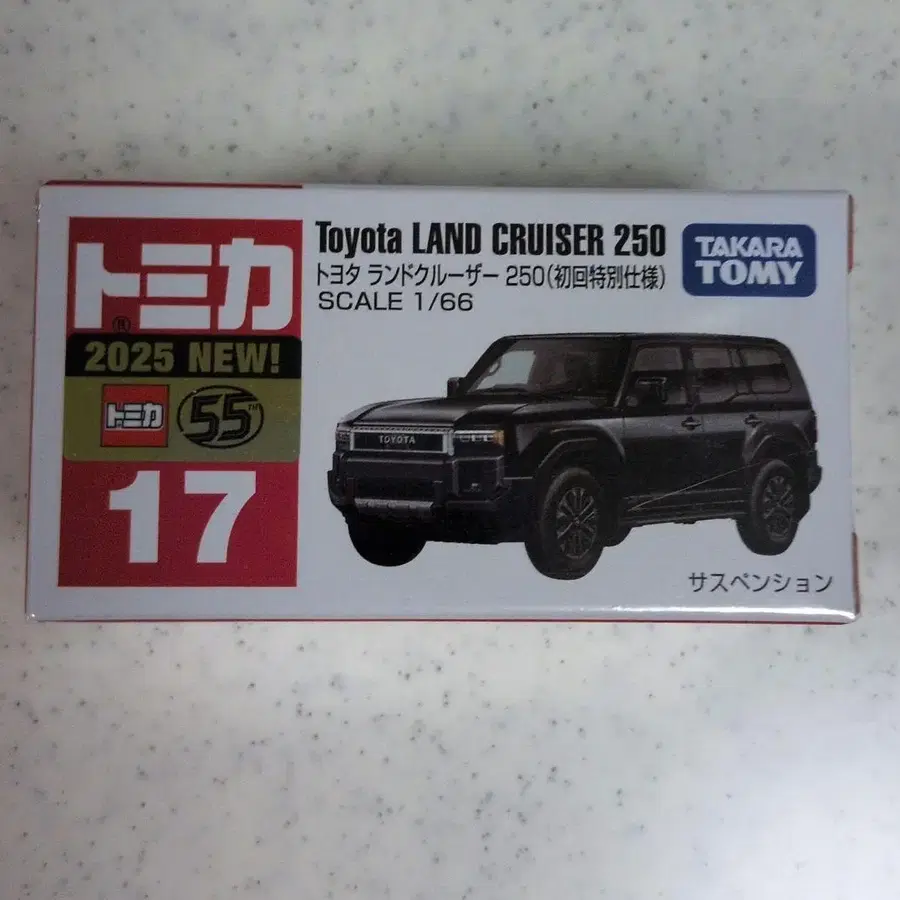 トミカ
®
2025 NEW!
トミカ
55TH
17
Toyota LAND CRUISER 250
トヨタ ランドクルーザー 250(初回特別仕様)
SCALE 1/66
TAKARA
TOMY
TOYOTA
サスペンション